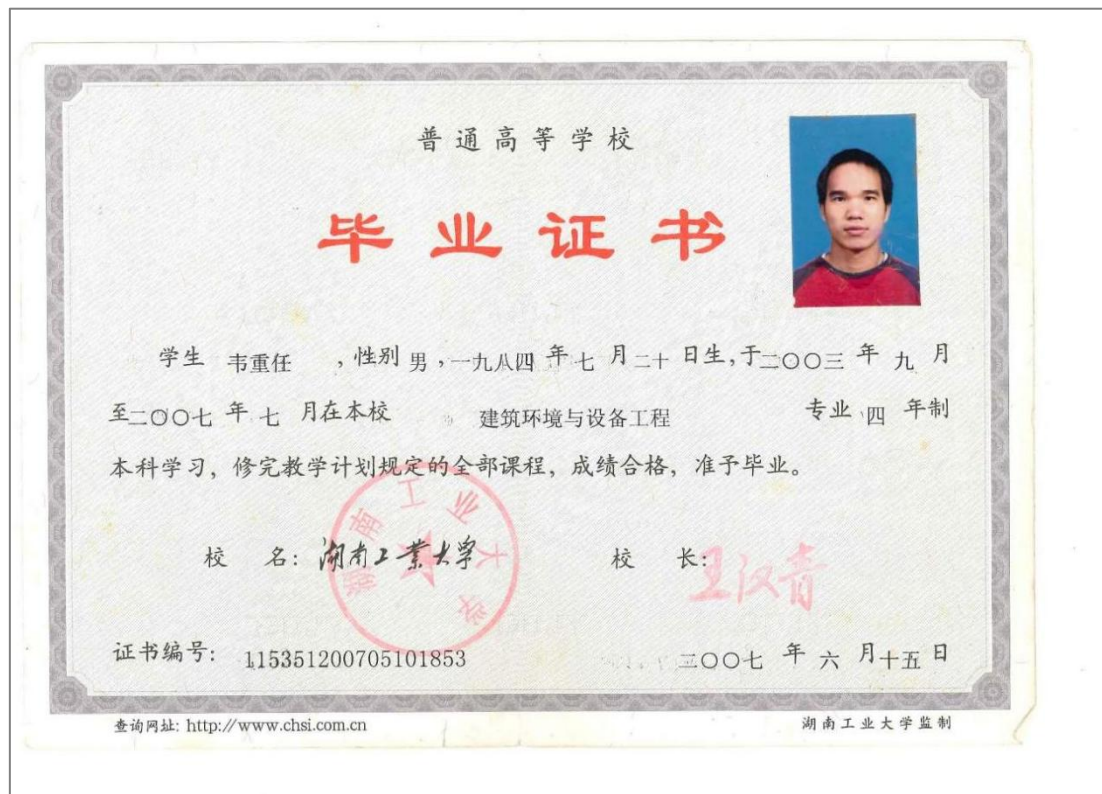 普通高等学校
毕业证书
学生 韦重任 , 性别 男 , 一九八四 年 七 月 二十 日生, 于二〇〇三 年 九 月
至二〇〇七 年 七 月在本校 建筑环境与设备工程 专业 四 年制
本科学习, 修完教学计划规定的全部课程, 成绩合格, 准予毕业。
湖南工业大学
校 名: 湖南工業大学 校 长: 王汉青
证书编号: 115351200705101853 二〇〇七 年 六 月十五日
查询网址: http://www.chsi.com.cn 湖南工业大学监制